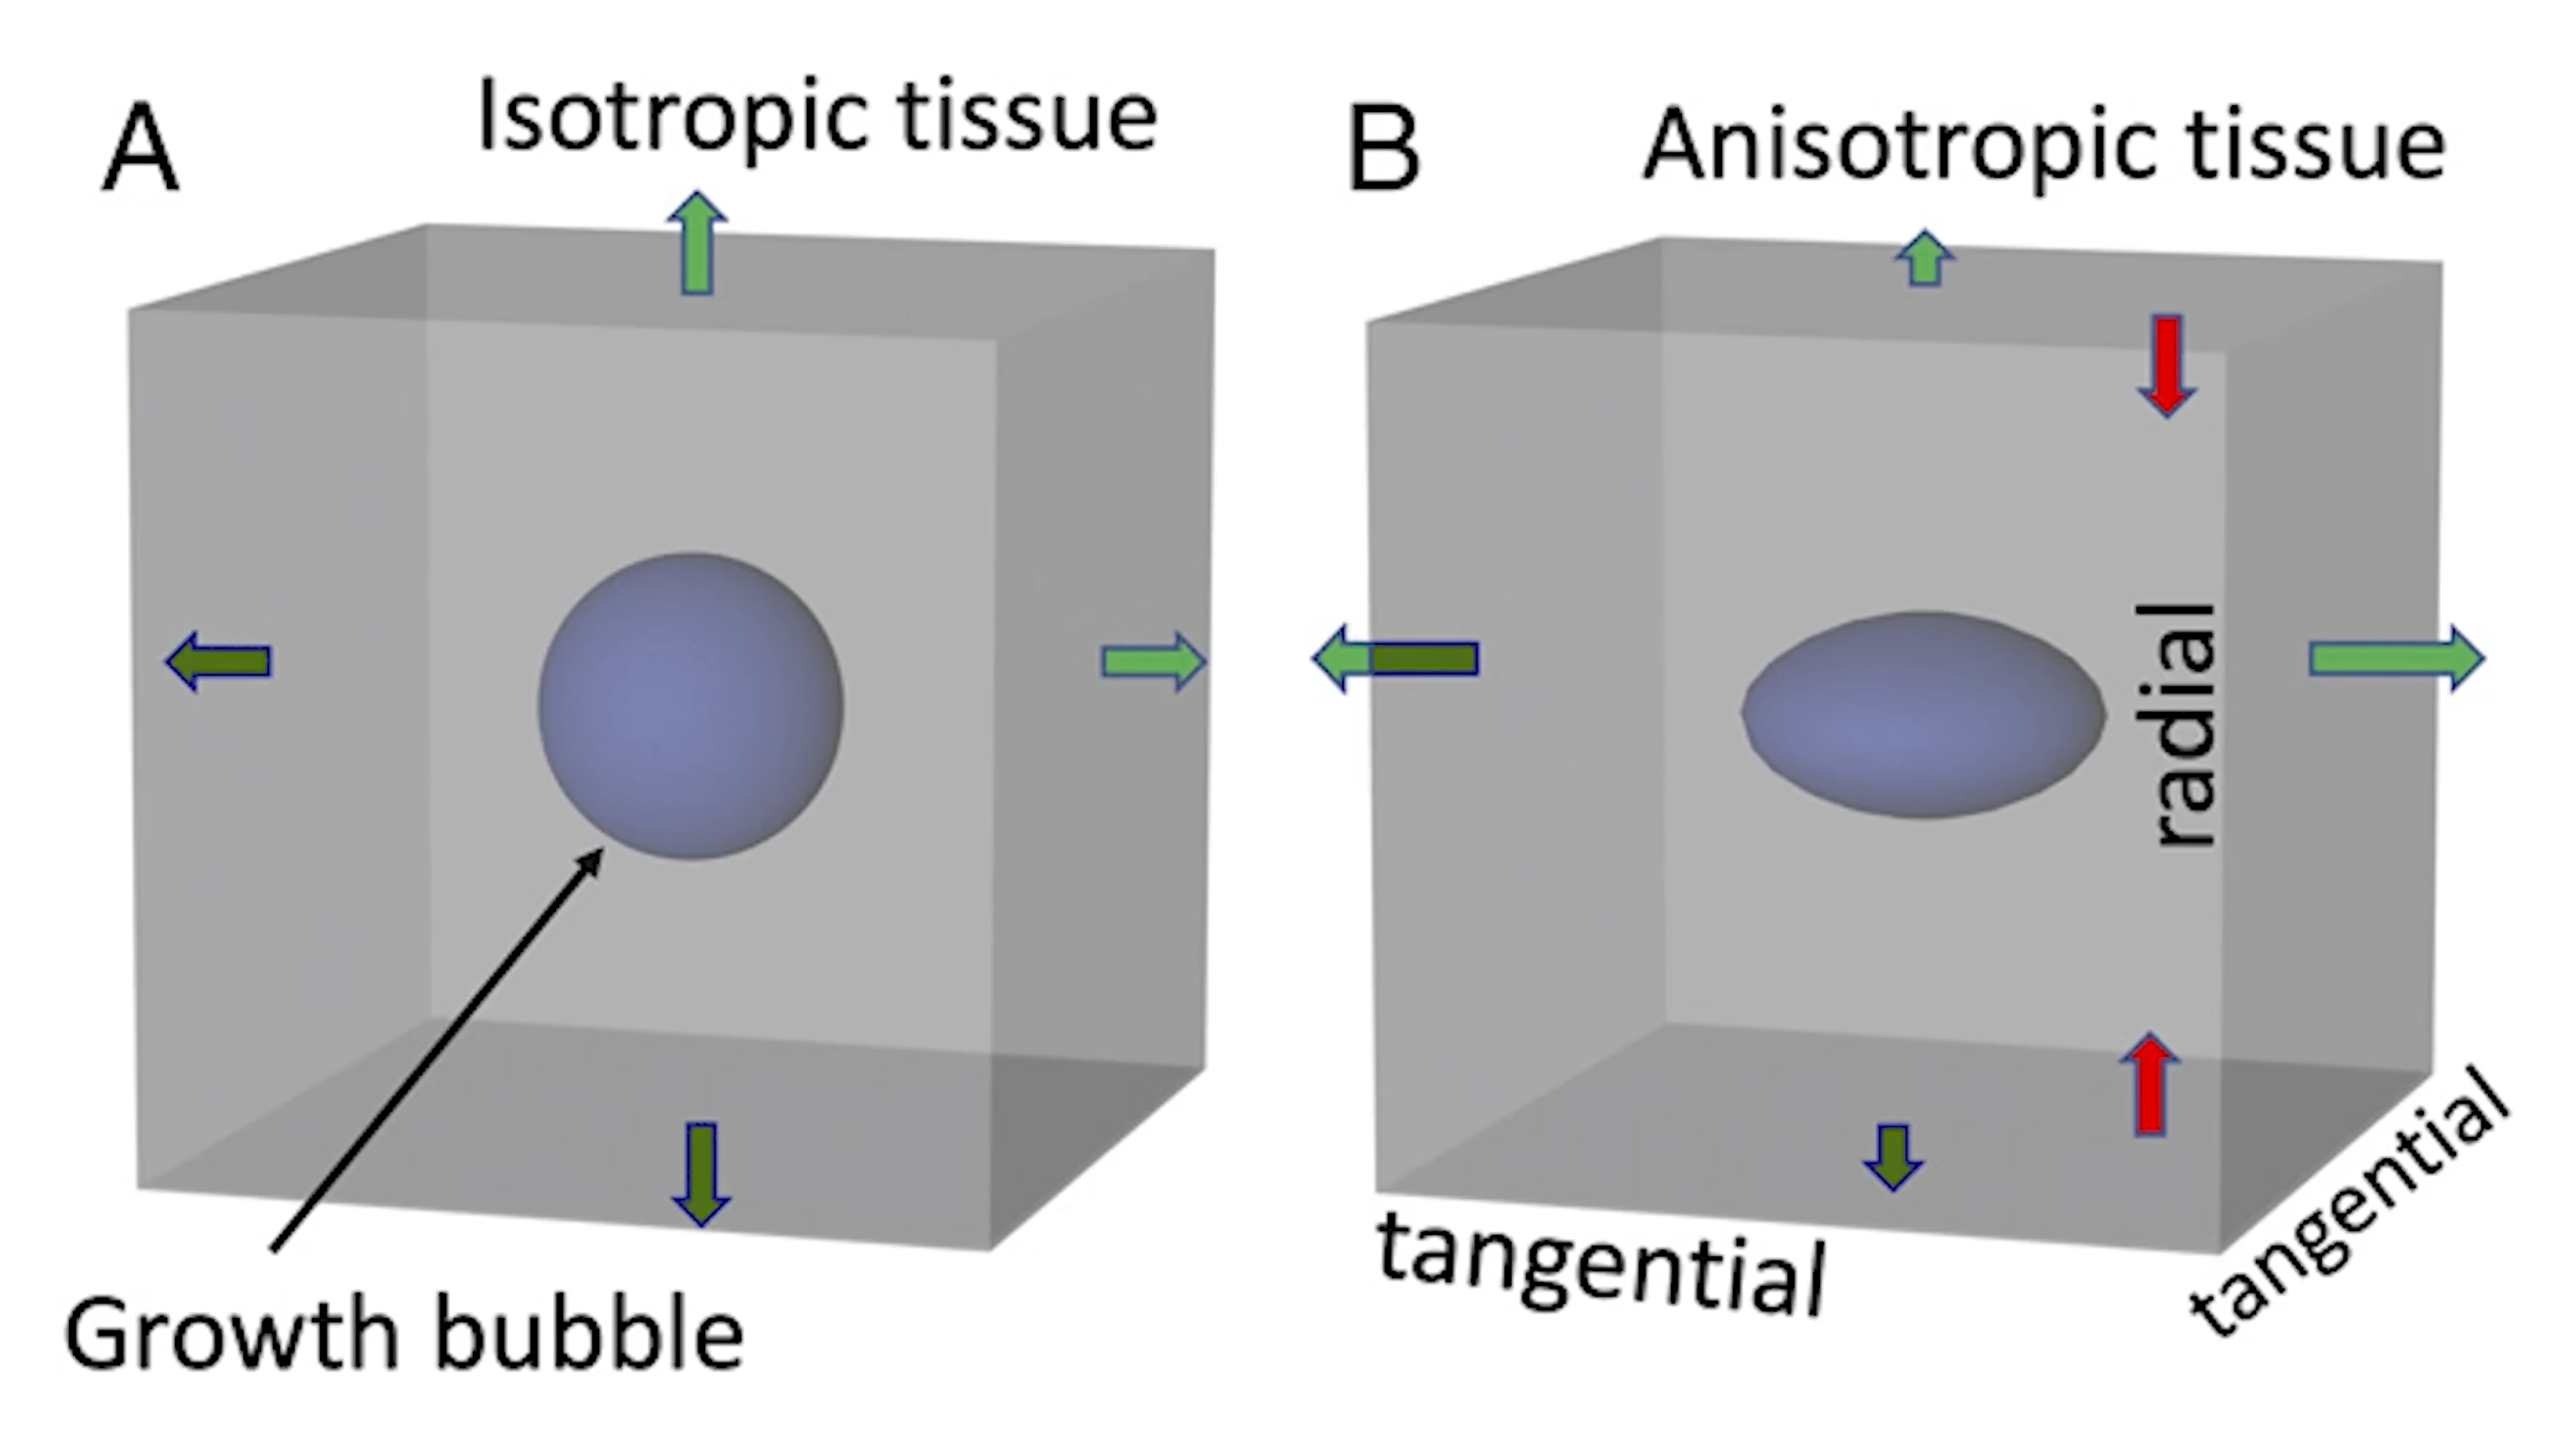 A
Isotropic tissue
Growth bubble
B
Anisotropic tissue
radial
tangential
tangential